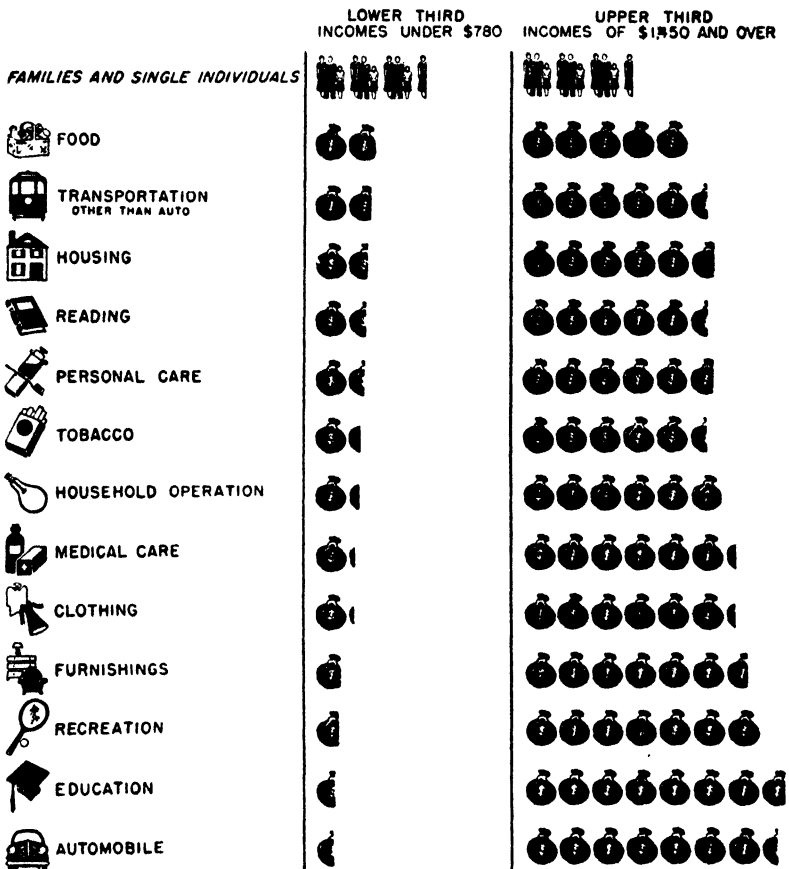 LOWER THIRD
INCOMES UNDER $780
UPPER THIRD
INCOMES OF $1,450 AND OVER
FAMILIES AND SINGLE INDIVIDUALS
FOOD
TRANSPORTATION
OTHER THAN AUTO
HOUSING
READING
PERSONAL CARE
TOBACCO
HOUSEHOLD OPERATION
MEDICAL CARE
CLOTHING
FURNISHINGS
RECREATION
EDUCATION
AUTOMOBILE